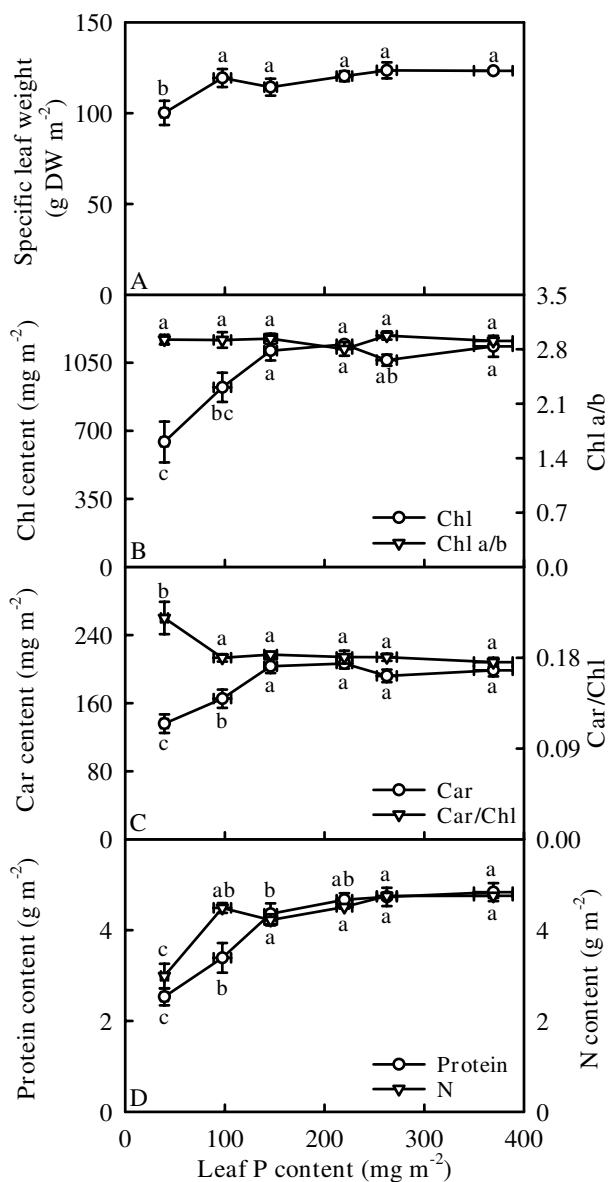 150
100
50
0
Specific leaf weight
(g DW m-2)
a
a
a
a
a
b
A
3.5
2.8
2.1
1.4
0.7
0.0
Chl a/b
1050
700
350
0
Chl centent (mg m-2)
a
a
a
a
a
a
a
a
ab
a
bc
c
Chl
Chl a/b
B
240
160
80
0
Car centent (mg m-2)
0.18
0.09
0.00
Car/Chl
b
a
a
a
a
a
a
a
a
a
b
c
Car
Car/Chl
C
4
2
0
Protein content (g m-2)
4
2
0
N content (g m-2)
c
ab
b
ab
a
a
c
b
a
a
a
a
Protein
N
D
0 100 200 300 400
Leaf P content (mg m-2)